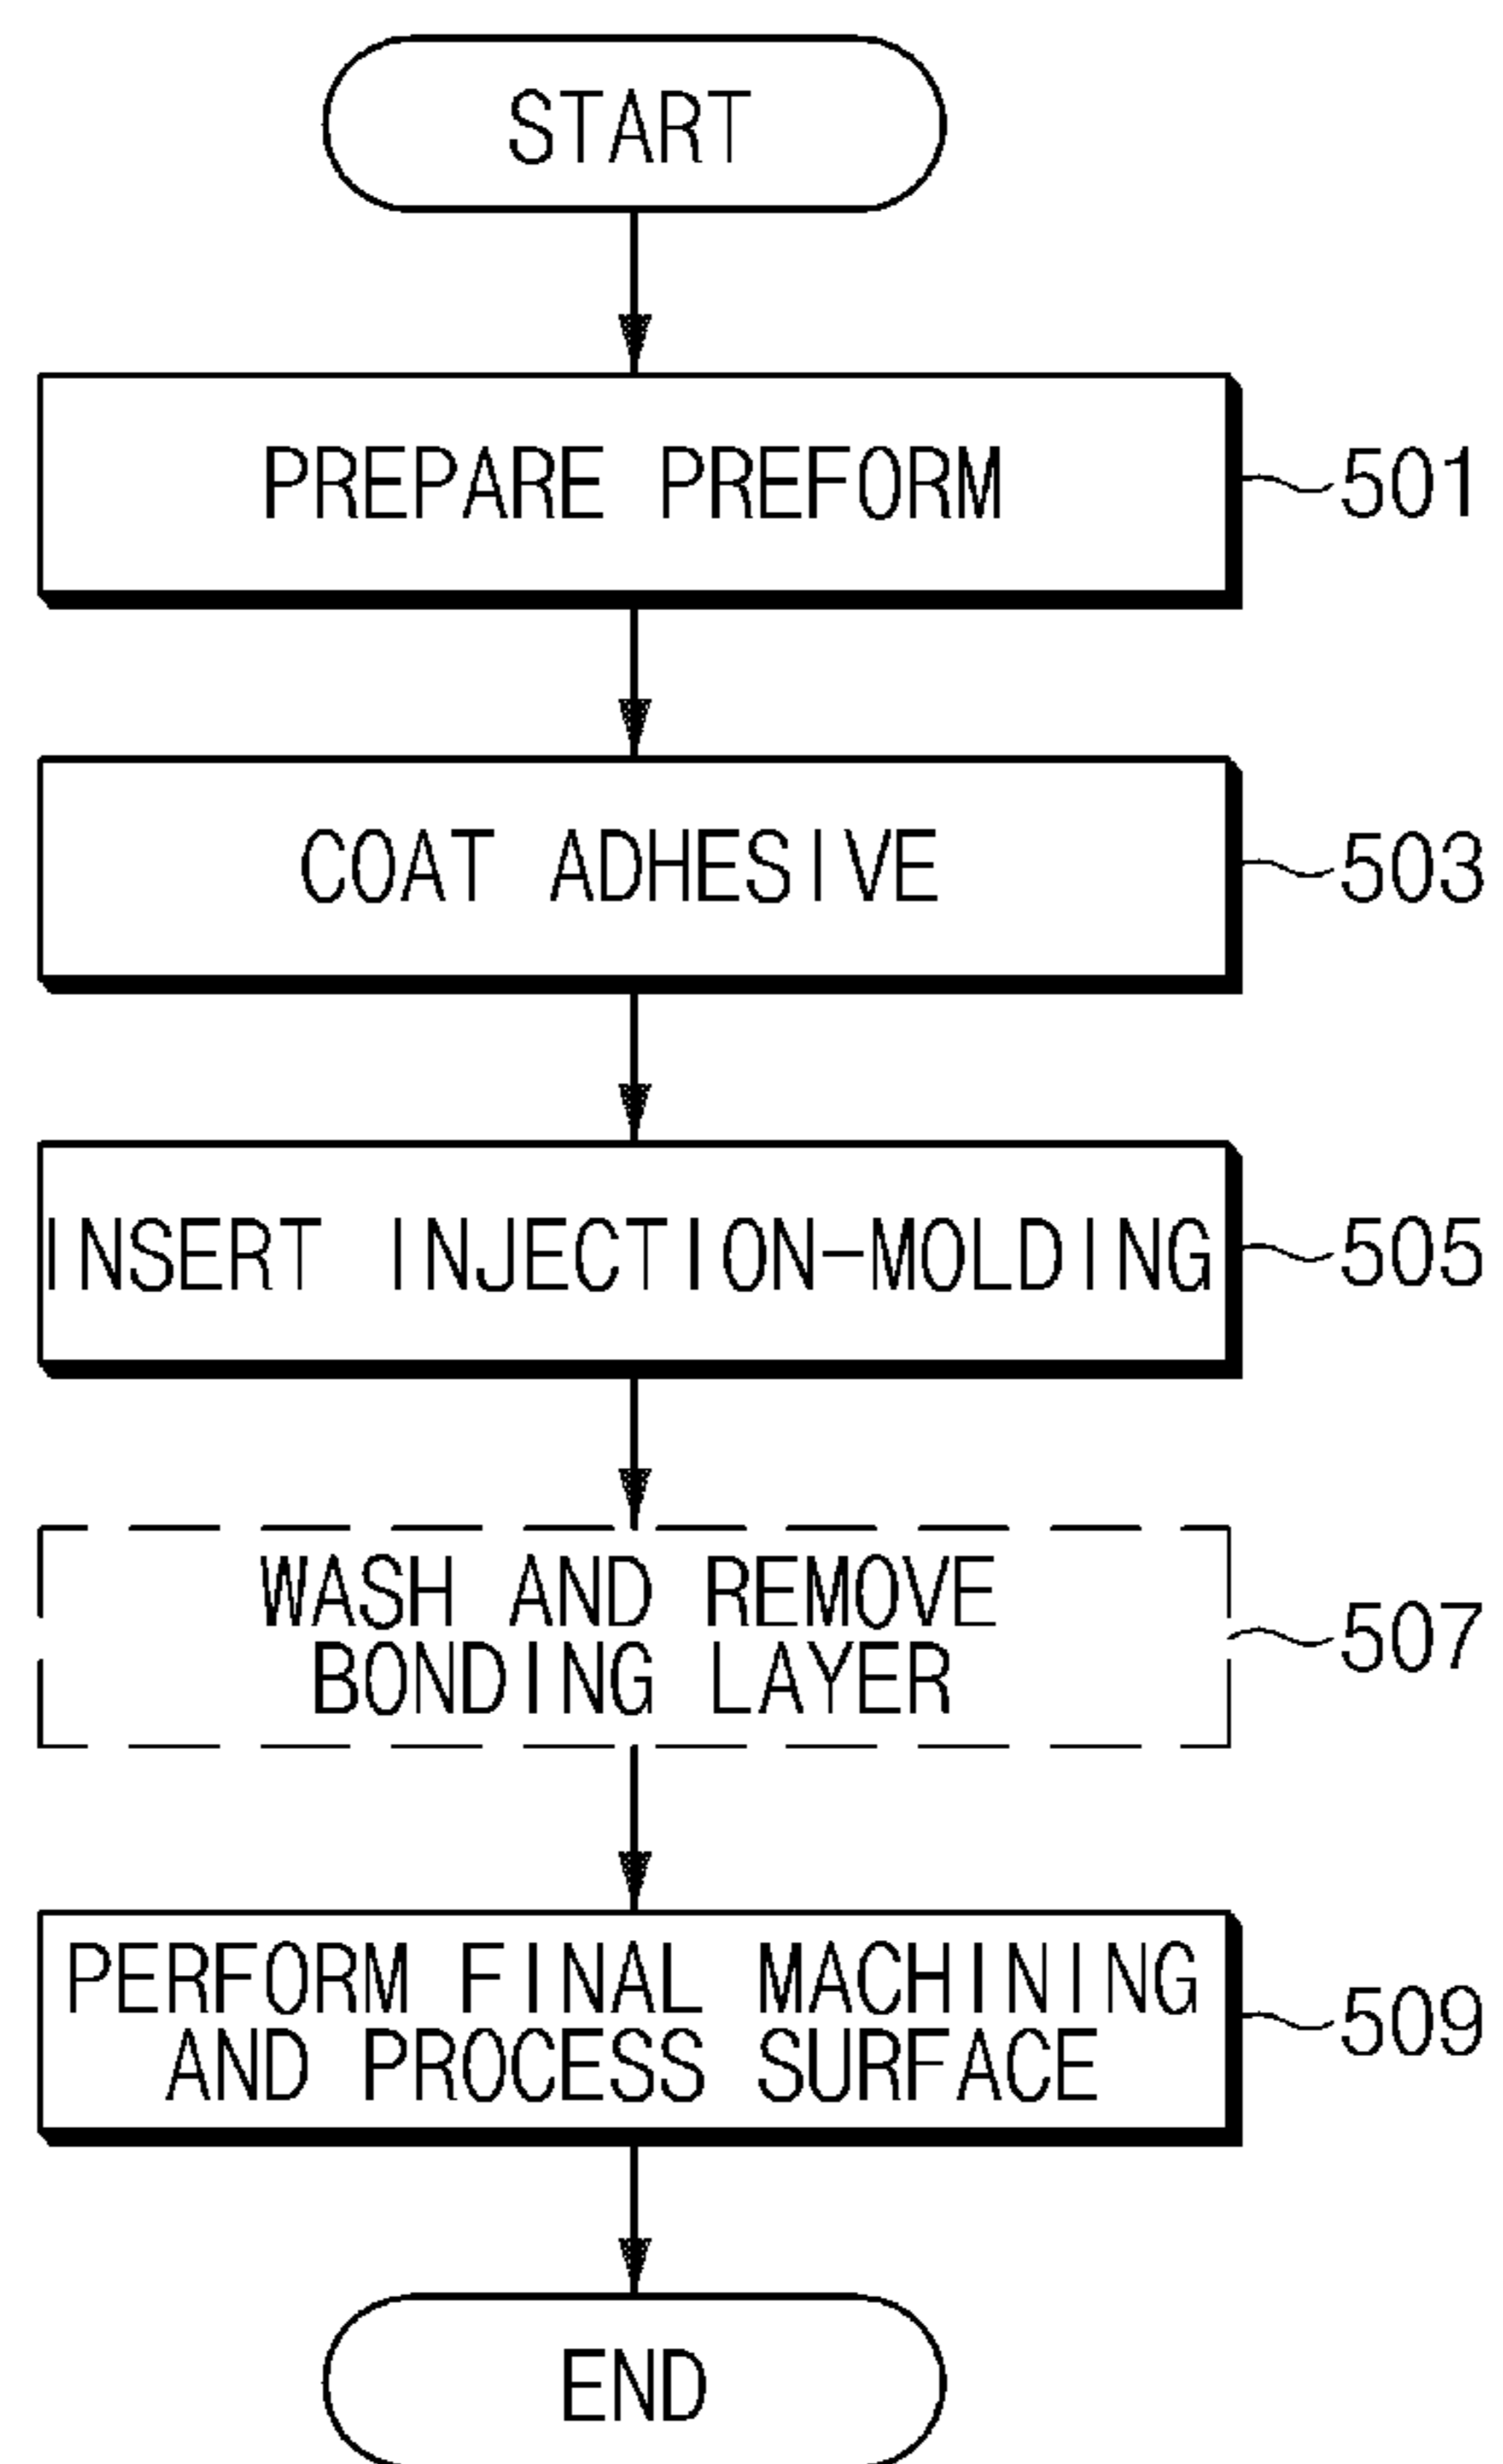 START
PREPARE PREFORM
501
COAT ADHESIVE
503
INSERT INJECTION-MOLDING
505
WASH AND REMOVE
BONDING LAYER
507
PERFORM FINAL MACHINING
AND PROCESS SURFACE
509
END